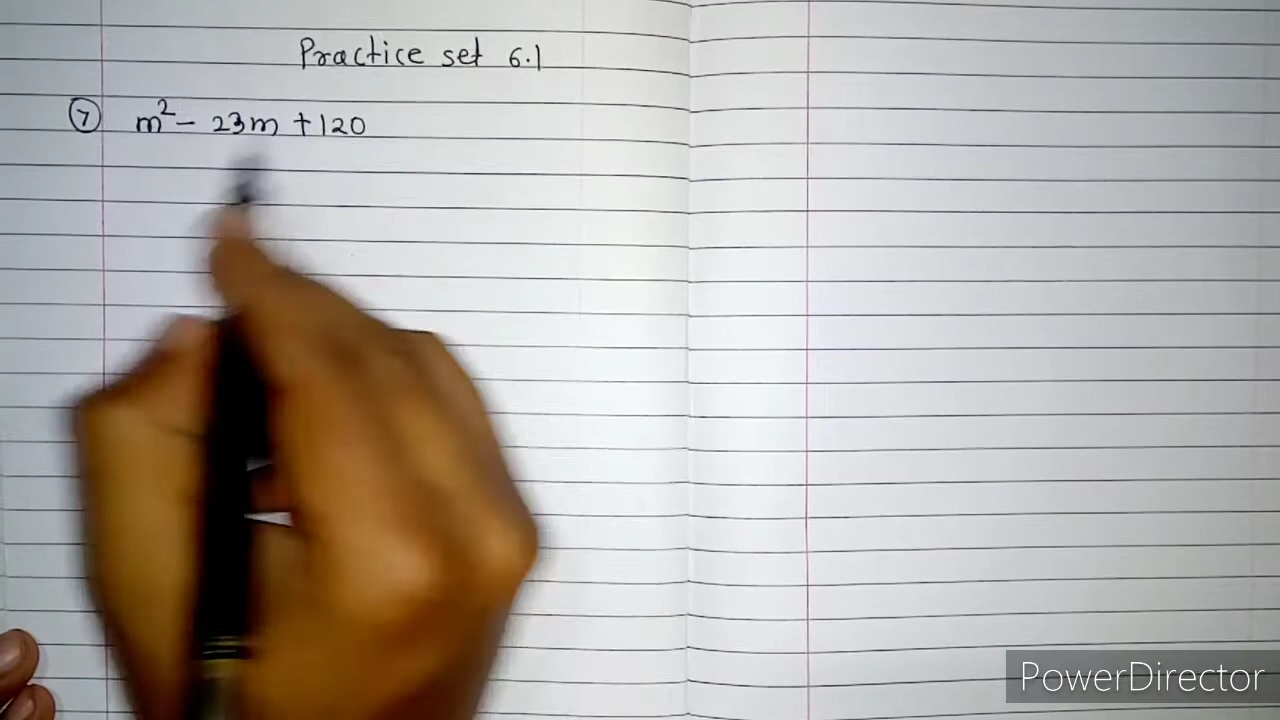 Practice set 6.1
⑦ m² - 23m + 120
PowerDirector